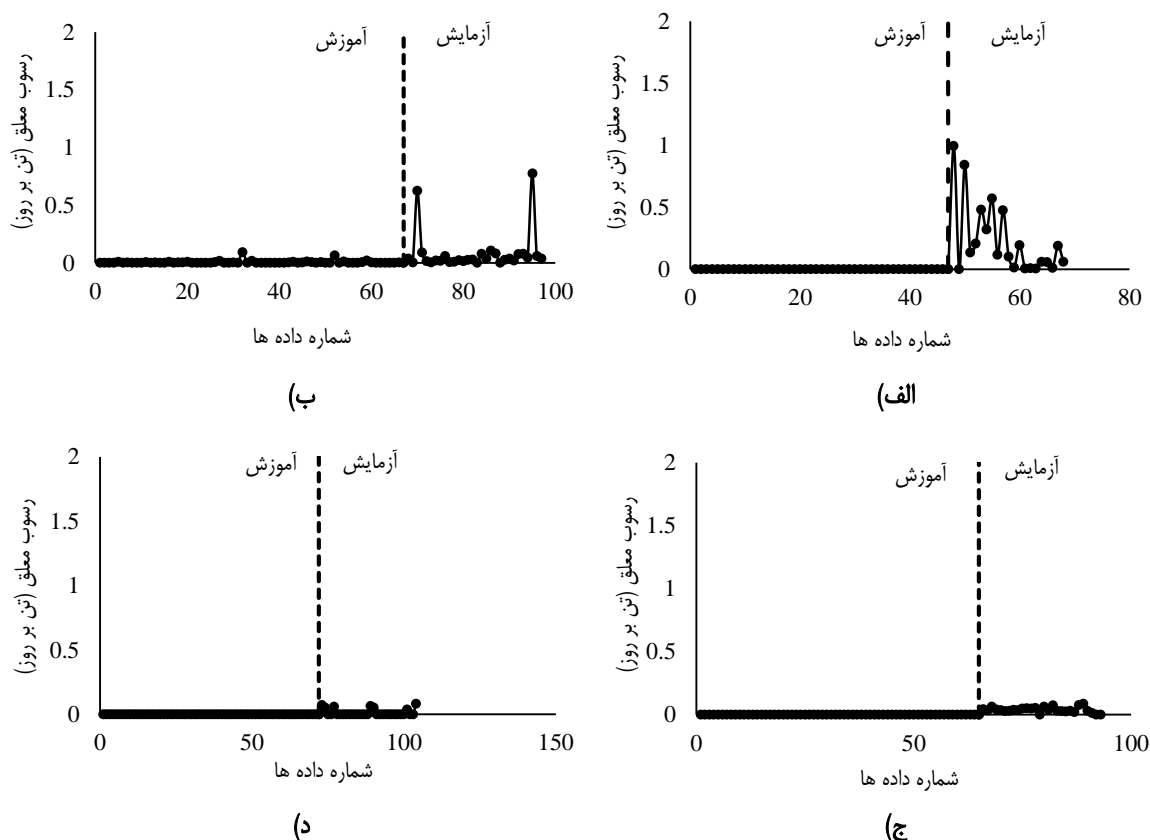 رسوب معلق (تن بر روز)
2
1.5
1
0.5
0
آموزش
آزمایش
0 20 40 60 80
شماره داده ها
الف)
رسوب معلق (تن بر روز)
2
1.5
1
0.5
0
آموزش
آزمایش
0 20 40 60 80 100
شماره داده ها
ب)
رسوب معلق (تن بر روز)
2
1.5
1
0.5
0
آموزش
آزمایش
0 50 100
شماره داده ها
ج)
رسوب معلق (تن بر روز)
2
1.5
1
0.5
0
آموزش
آزمایش
0 50 100 150
شماره داده ها
د)